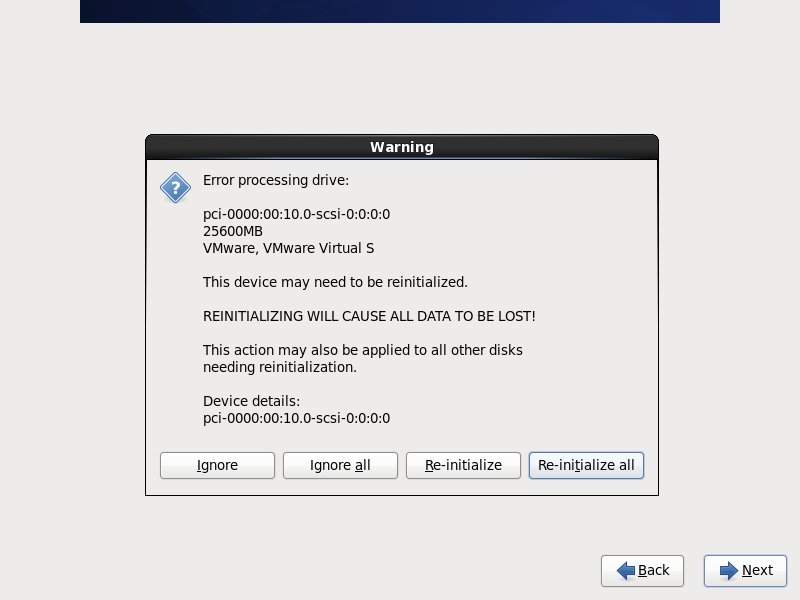 Warning
Error processing drive:
pci-0000:00:10.0-scsi-0:0:0:0
25600MB
VMware, VMware Virtual S
This device may need to be reinitialized.
REINITIALIZING WILL CAUSE ALL DATA TO BE LOST!
This action may also be applied to all other disks
needing reinitialization.
Device details:
pci-0000:00:10.0-scsi-0:0:0:0
Ignore
Ignore all
Re-initialize
Re-initialize all
Back
Next